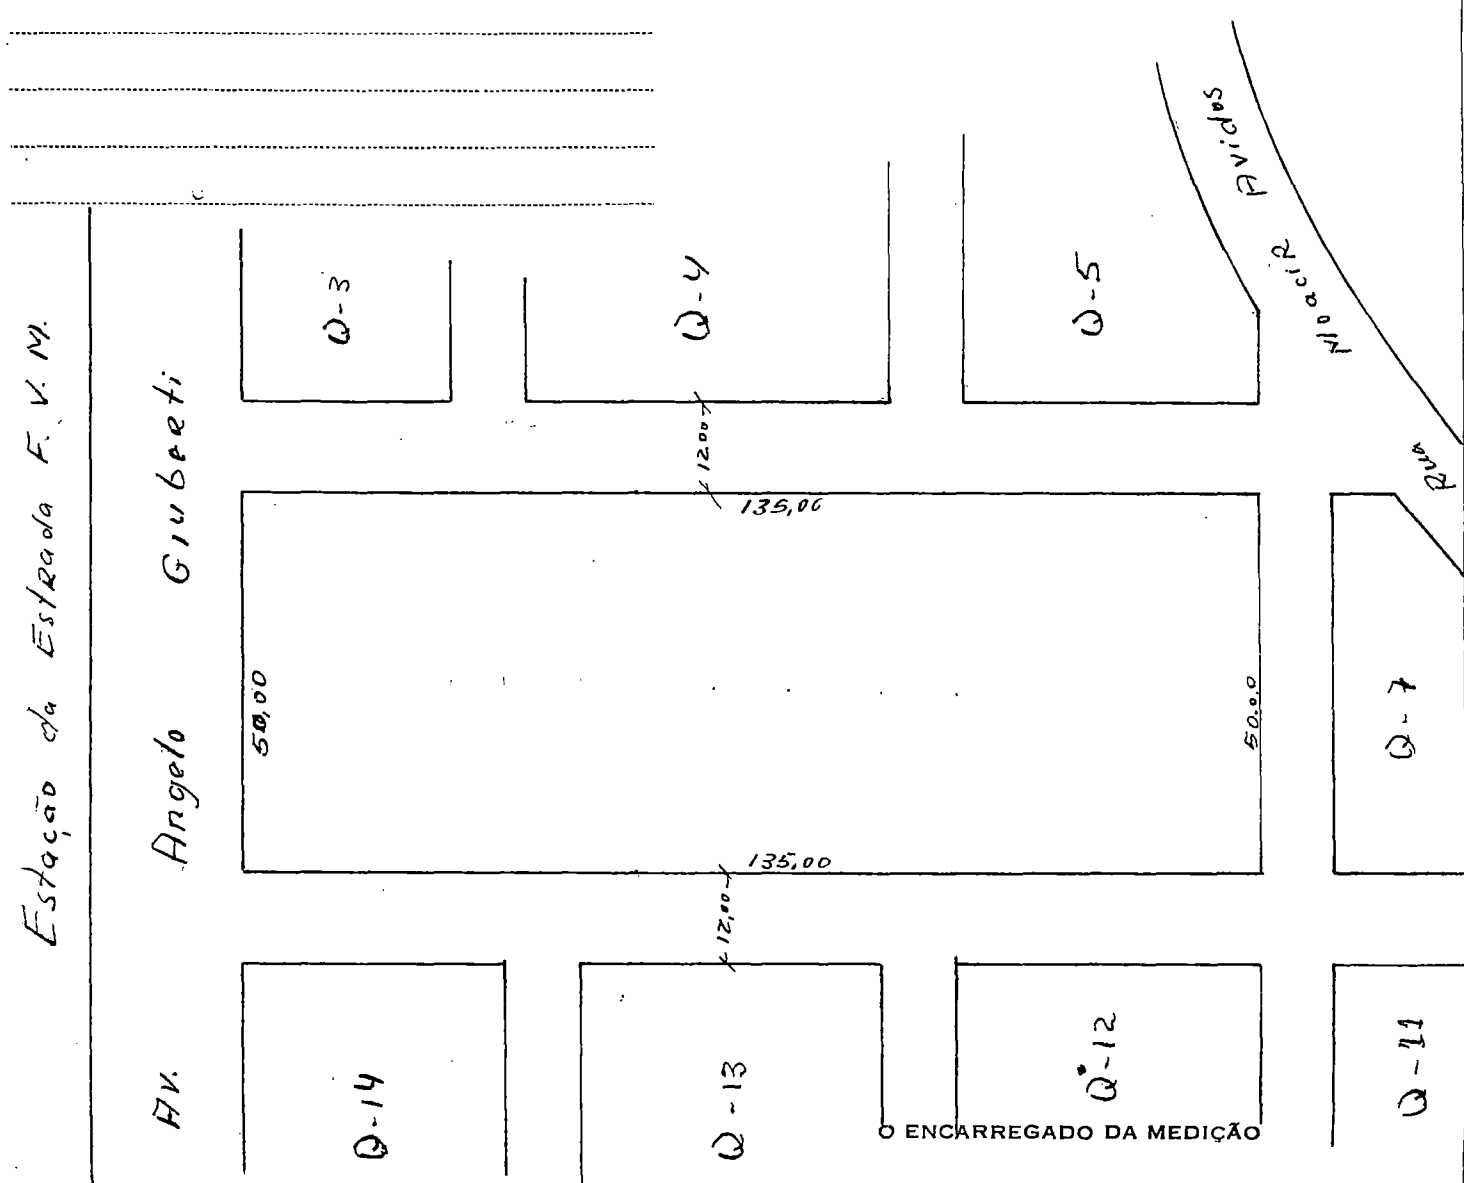 Q-3
Q-4
Q-5
Rua Moacir Avidos
Estação da Estrada F. V. M.
Av. Angelo Giuberti
12.00
135,00
50,00
50.00
Q-7
135,00
12,00
Q-14
Q-13
Q-12
Q-11
O ENCARREGADO DA MEDIÇÃO